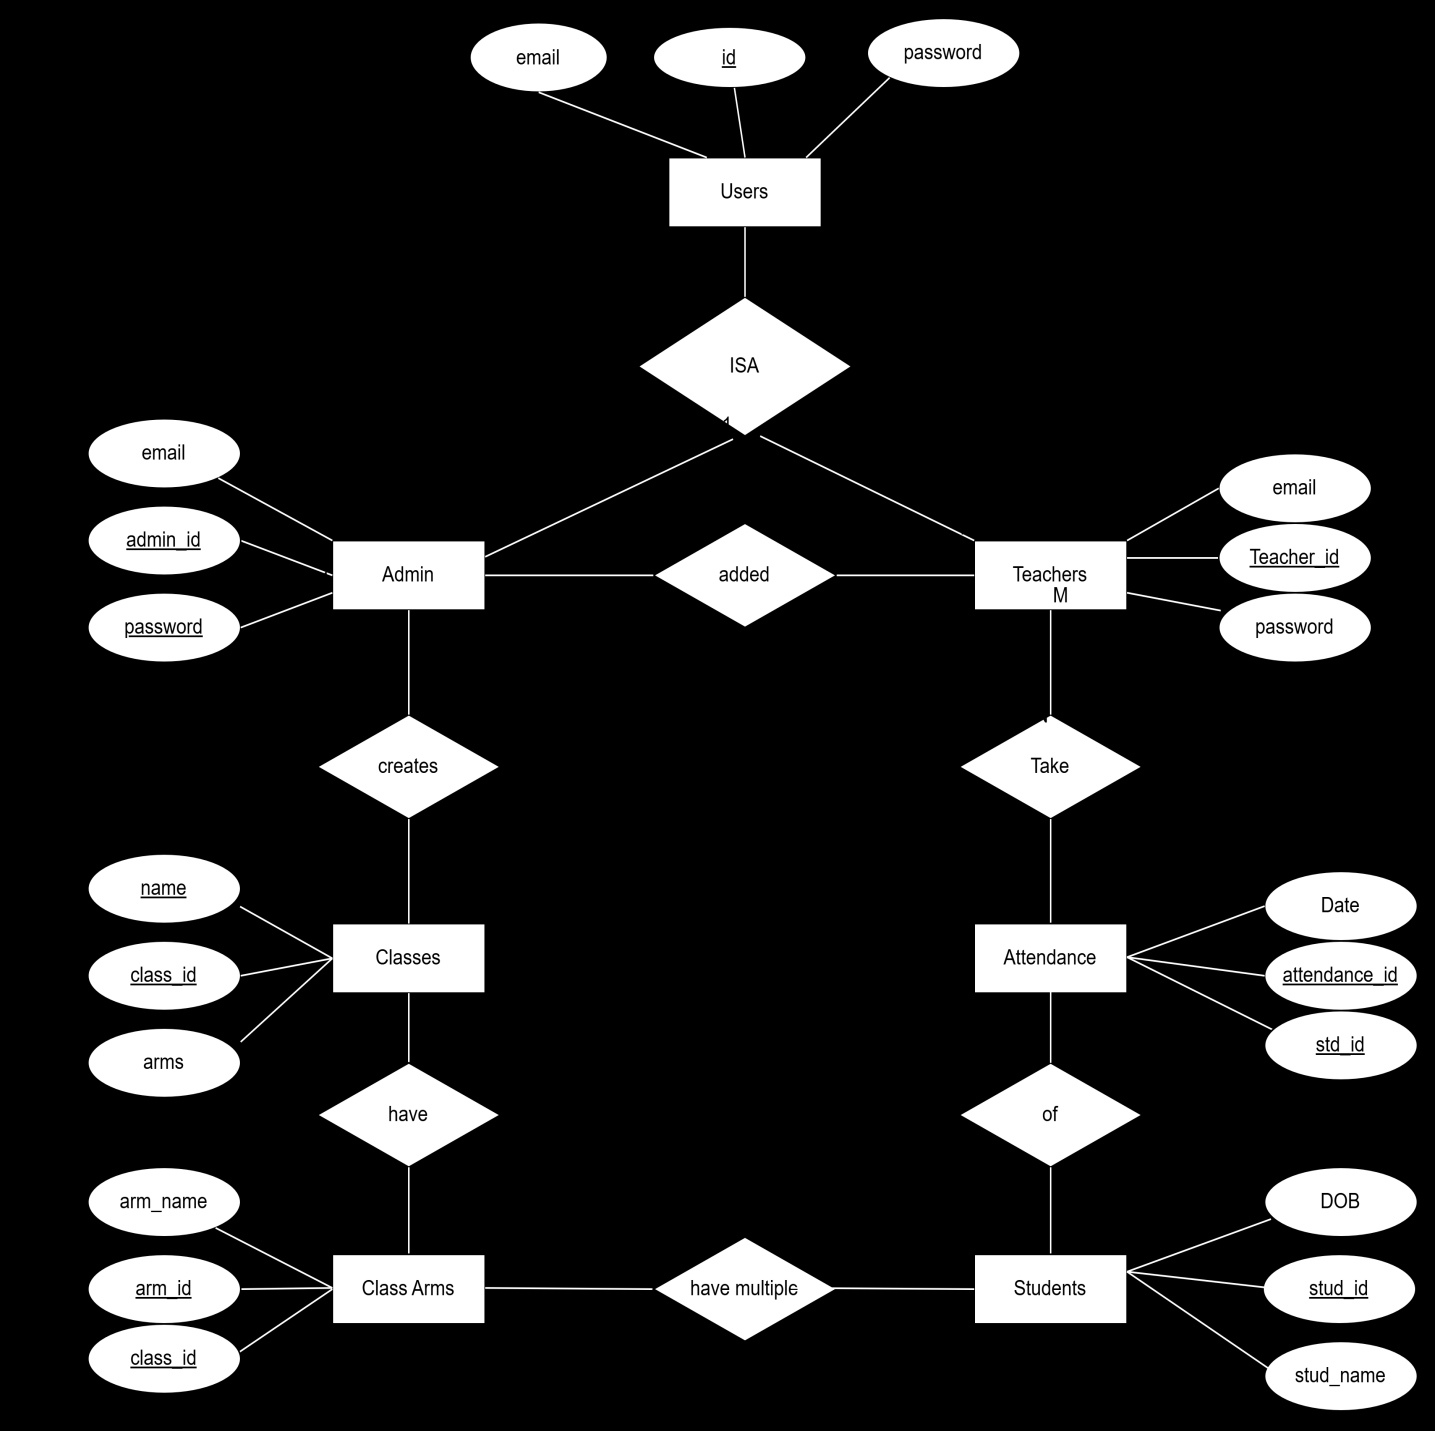 email
id
password
Users
ISA
email
admin_id
password
Admin
added
Teachers
M
email
Teacher_id
password
creates
Take
name
class_id
arms
Classes
Attendance
Date
attendance_id
std_id
have
of
arm_name
arm_id
class_id
Class Arms
have multiple
Students
DOB
stud_id
stud_name